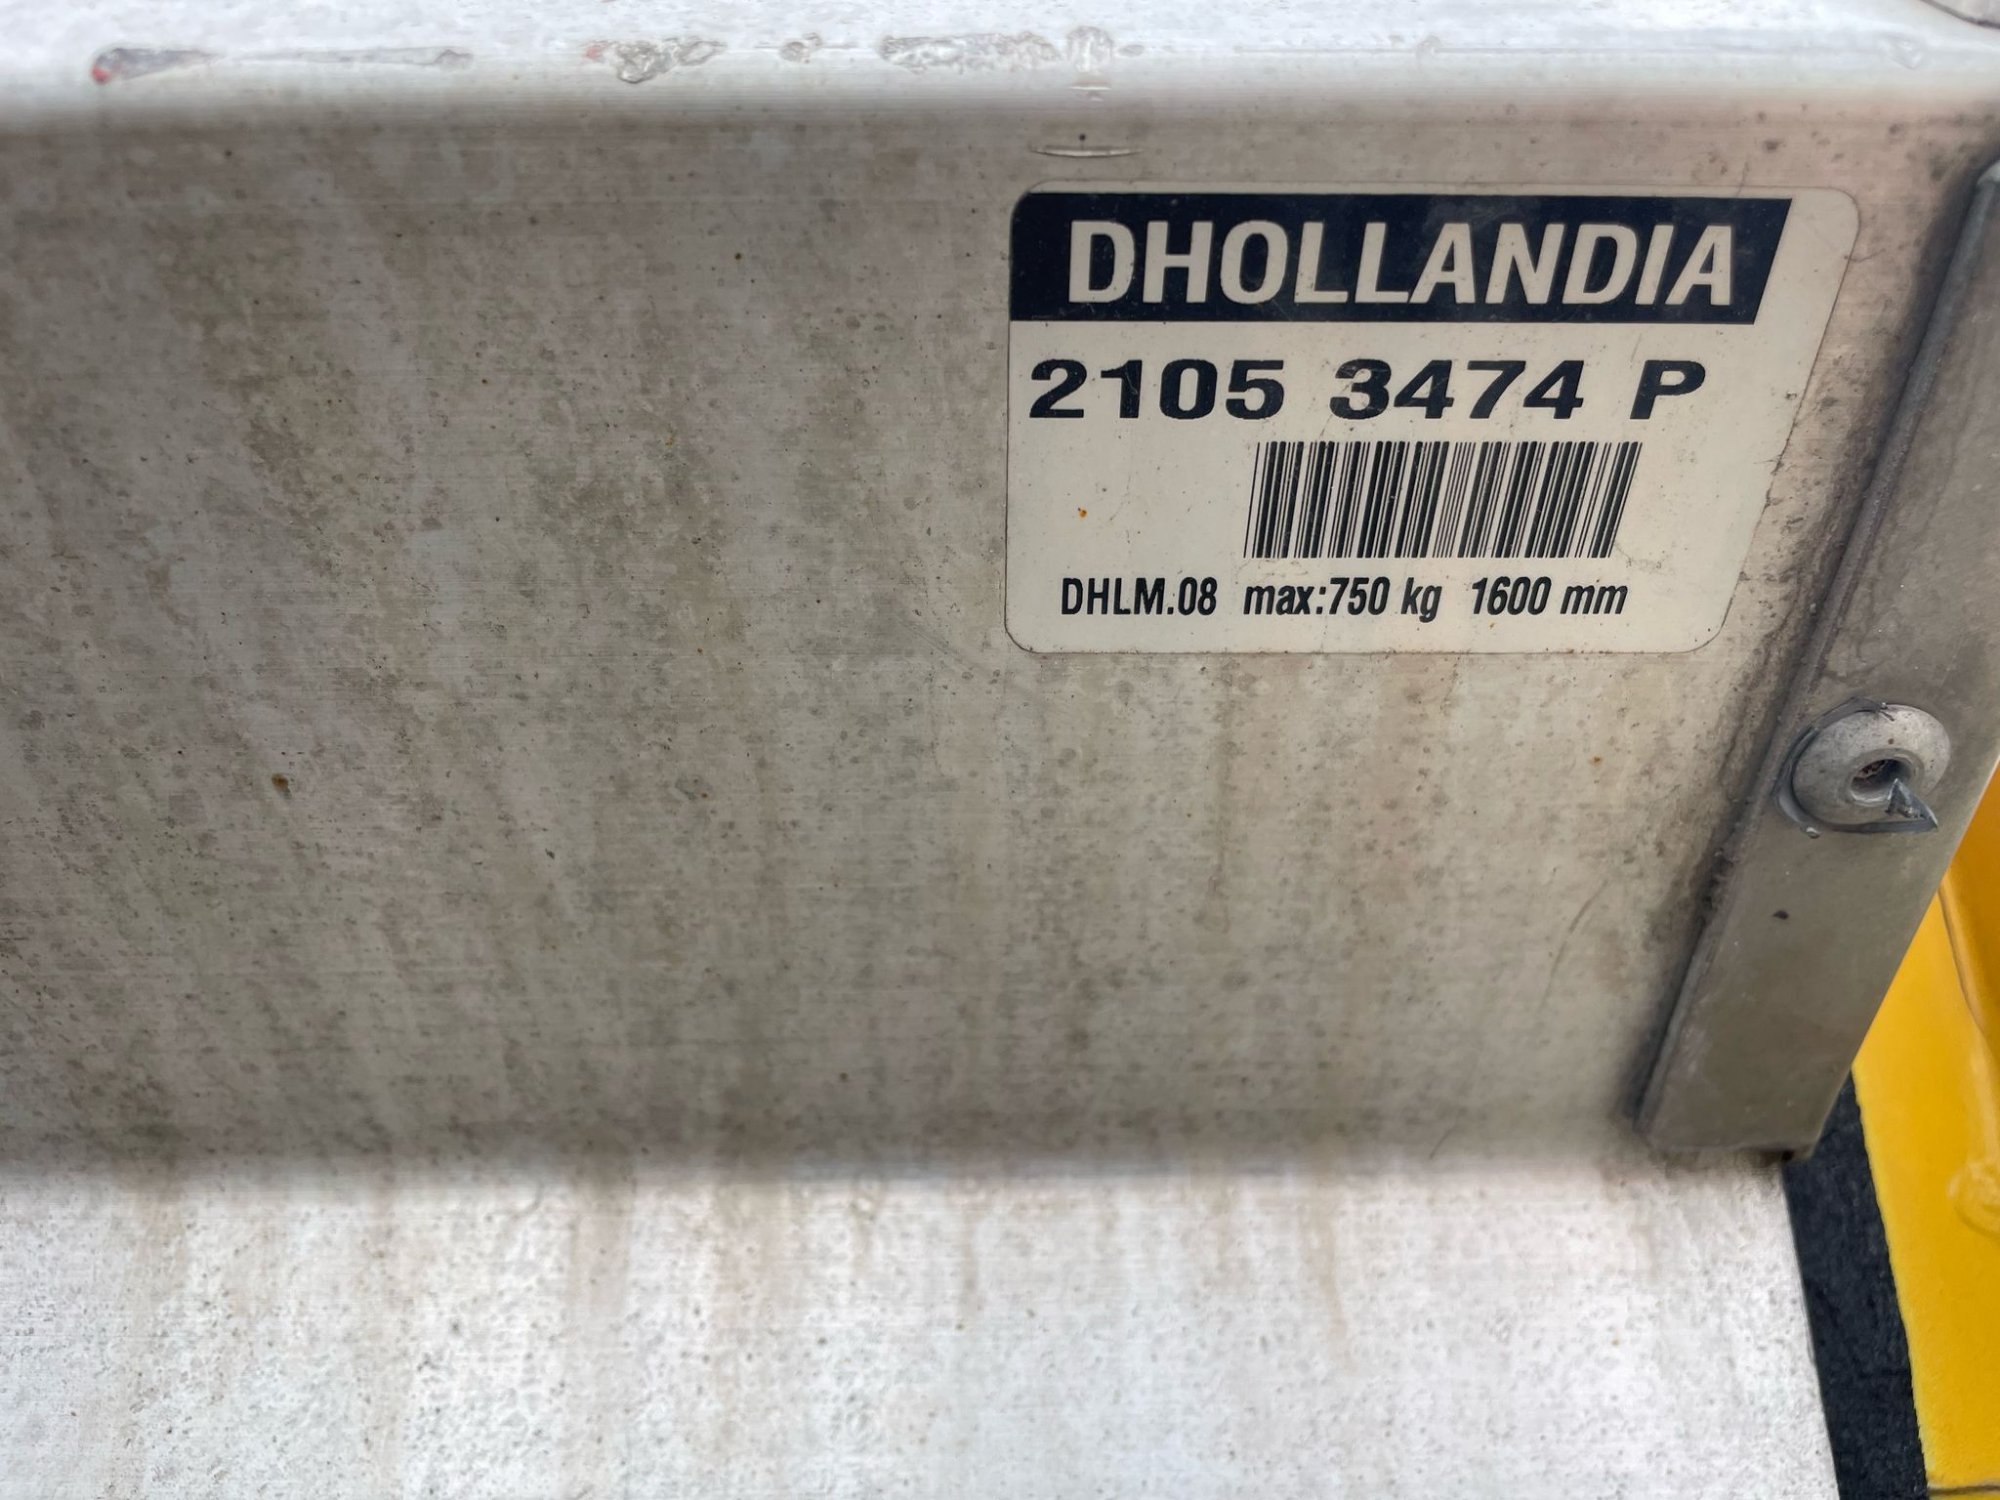 DHOLLANDIA
2105 3474 P
DHLM.08 max:750 kg 1600 mm